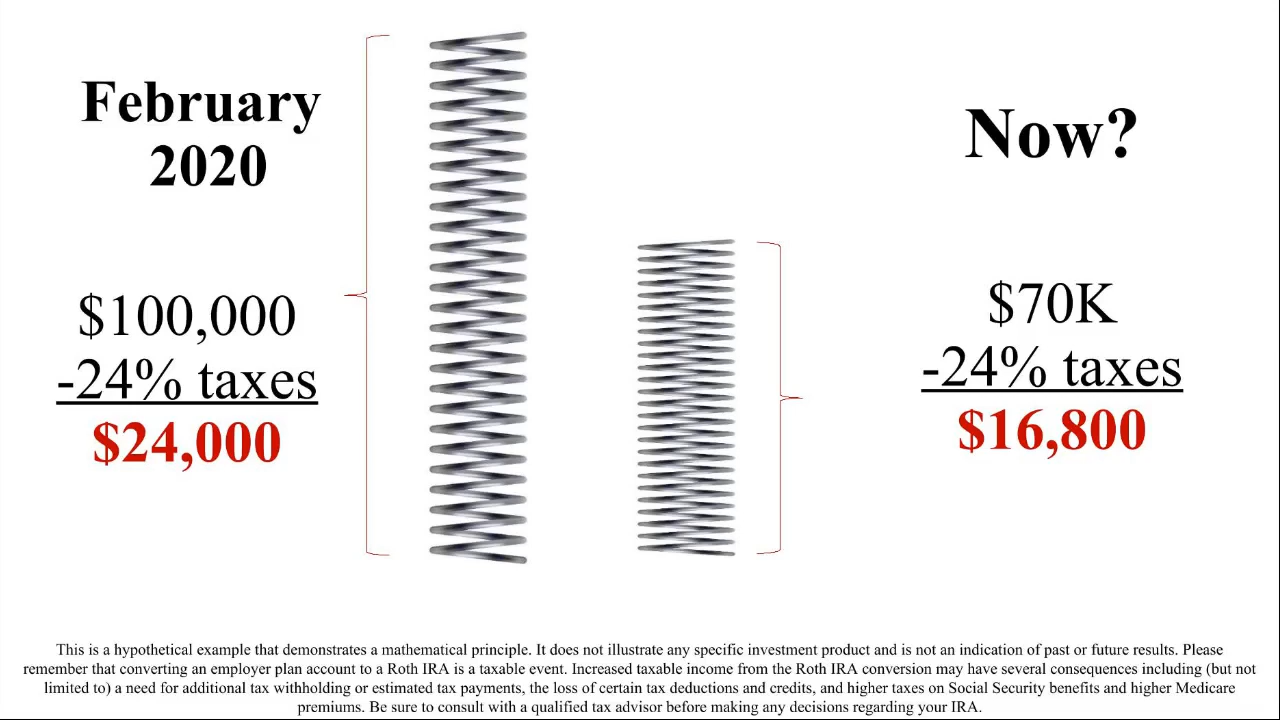 February
2020
$100,000
-24% taxes
$24,000
Now?
$70K
-24% taxes
$16,800
This is a hypothetical example that demonstrates a mathematical principle. It does not illustrate any specific investment product and is not an indication of past or future results. Please
remember that converting an employer plan account to a Roth IRA is a taxable event. Increased taxable income from the Roth IRA conversion may have several consequences including (but not
limited to) a need for additional tax withholding or estimated tax payments, the loss of certain tax deductions and credits, and higher taxes on Social Security benefits and higher Medicare
premiums. Be sure to consult with a qualified tax advisor before making any decisions regarding your IRA.